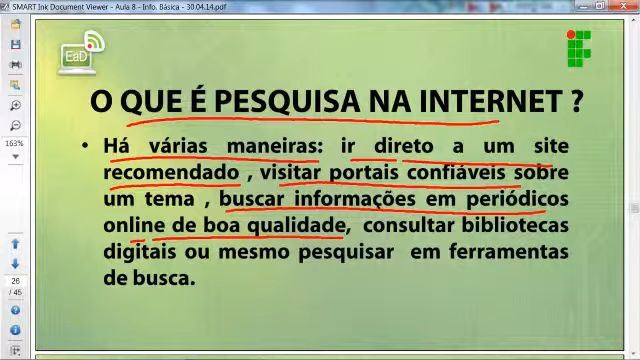 SMART Ink Document Viewer - Aula 8 - Info. Básica - 30.04.14.pdf
EaD
O QUE É PESQUISA NA INTERNET ?
163%
• Há várias maneiras: ir direto a um site
recomendado , visitar portais confiáveis sobre
um tema , buscar informações em periódicos
online de boa qualidade, consultar bibliotecas
digitais ou mesmo pesquisar em ferramentas
de busca.
26
/ 45